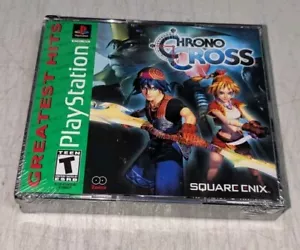 GREATEST HITS
PlayStation
CHRONO
CROSS
TEEN
T
ESRB
SQUARE ENIX.